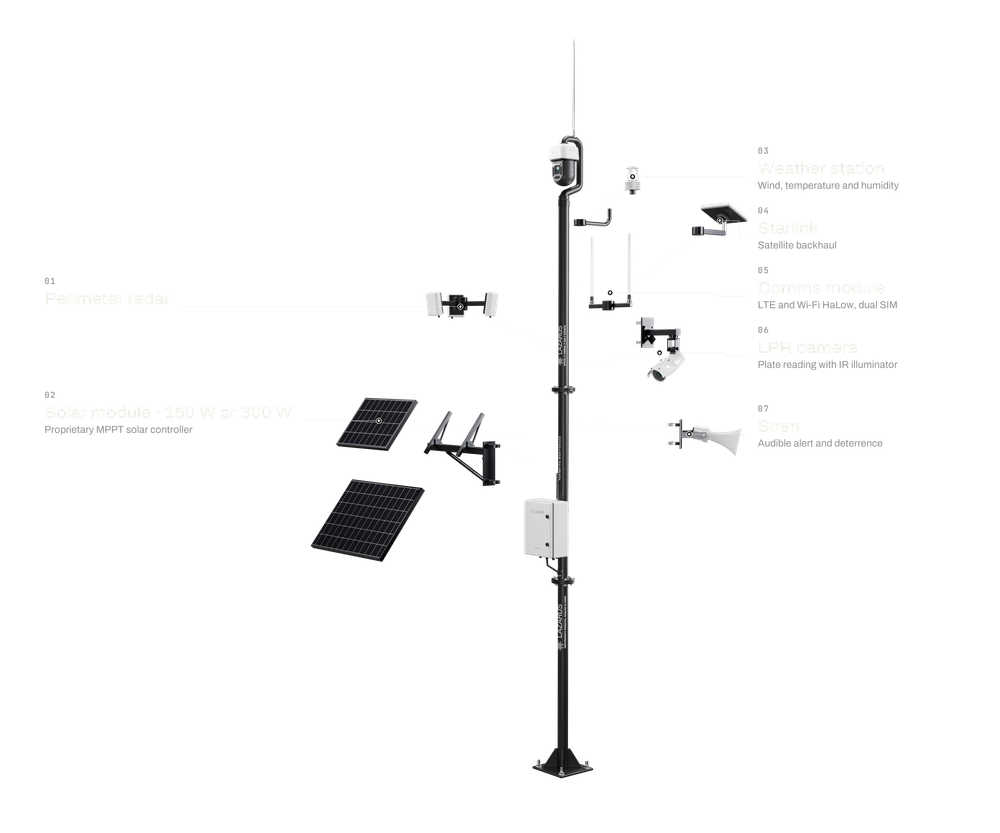 01
Perimeter radar
02
Solar module · 150 W or 300 W
Proprietary MPPT solar controller
03
Weather station
Wind, temperature and humidity
04
Starlink
Satellite backhaul
05
Comms module
LTE and Wi-Fi HaLow, dual SIM
06
LPR camera
Plate reading with IR illuminator
07
Siren
Audible alert and deterrence
LAZARUS
LAZARUS